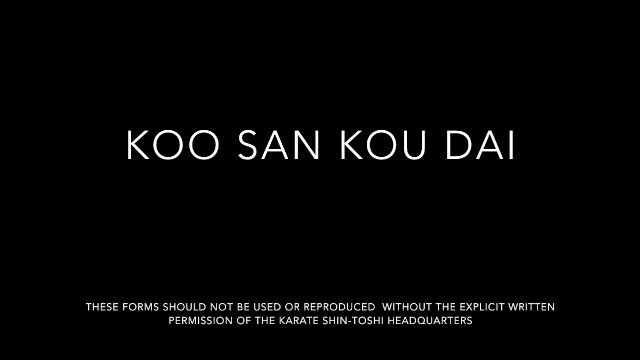 KOO SAN KOU DAI
THESE FORMS SHOULD NOT BE USED OR REPRODUCED  WITHOUT THE EXPLICIT WRITTEN
PERMISSION OF THE KARATE SHIN-TOSHI HEADQUARTERS